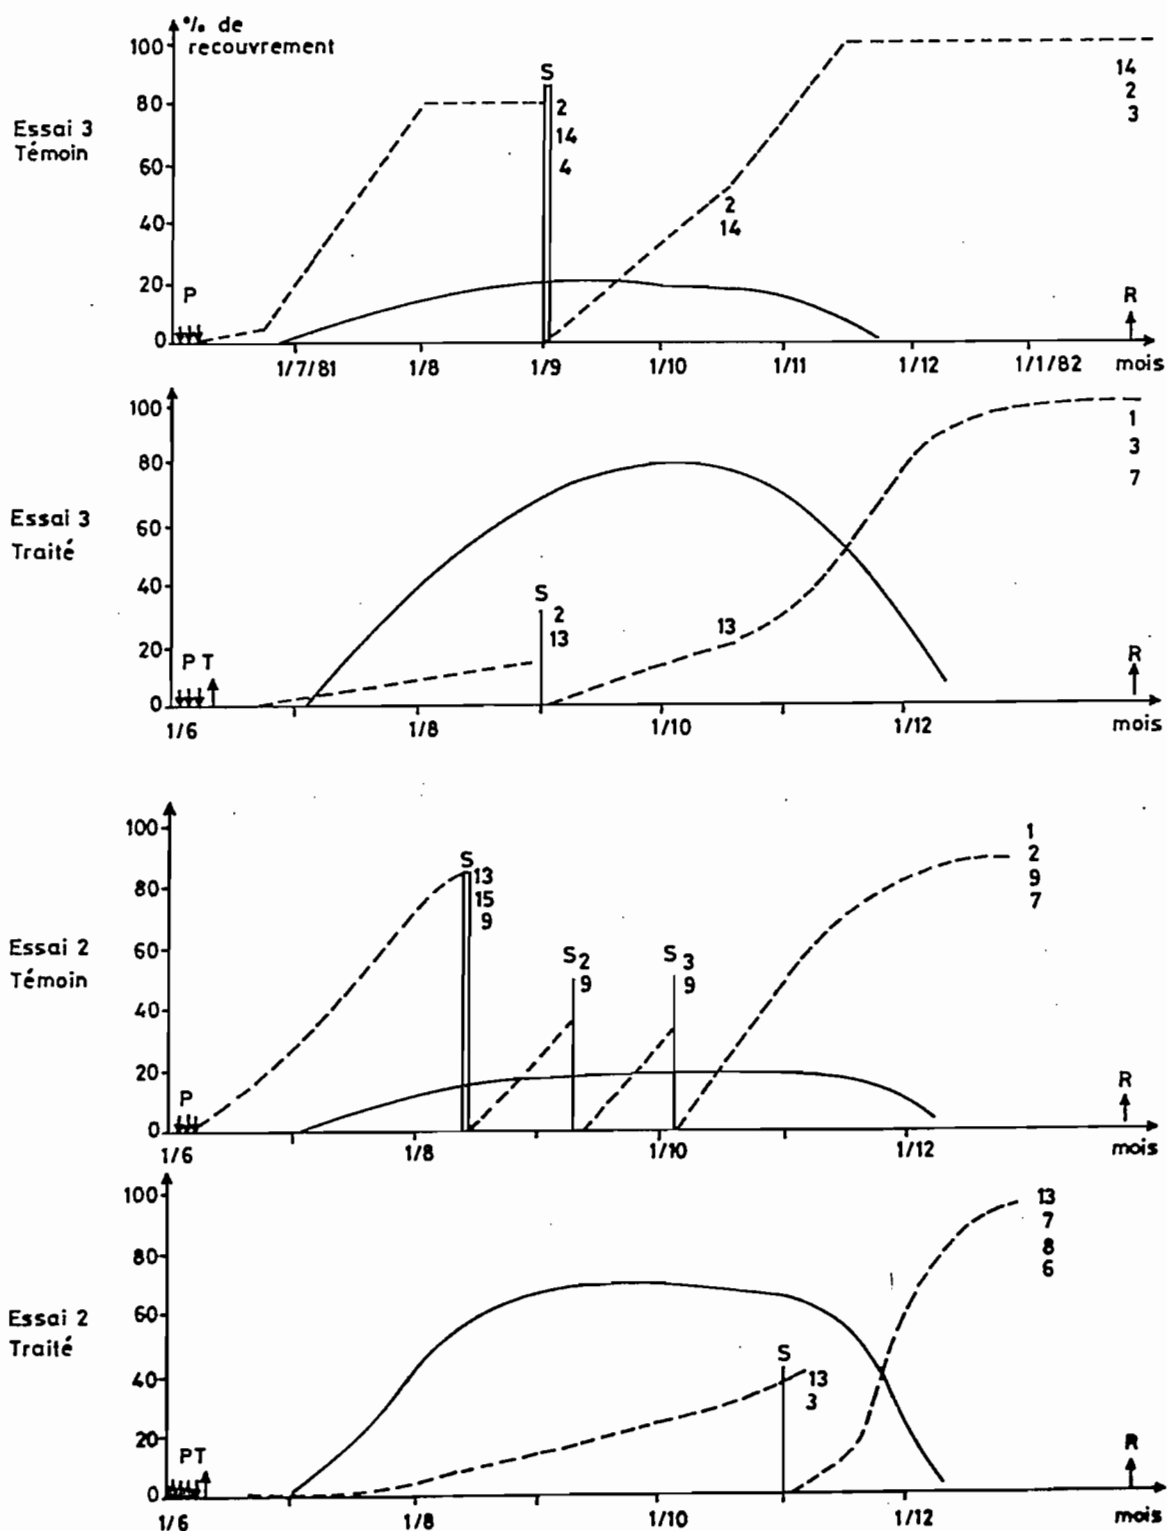 % de
recouvrement
100
80
60
40
20
0
Essai 3
Témoin
P
S
2
14
4
2
14
14
2
3
R
1/7/81 1/8 1/9 1/10 1/11 1/12 1/1/82 mois
100
80
60
40
20
0
Essai 3
Traité
P T
S
2
13
13
1
3
7
R
1/6 1/8 1/10 1/12 mois
100
80
60
40
20
0
Essai 2
Témoin
P
S
13
15
9
S2
9
S3
9
1
2
9
7
R
1/6 1/8 1/10 1/12 mois
100
80
60
40
20
0
Essai 2
Traité
PT
S
13
3
13
7
8
6
R
1/6 1/8 1/10 1/12 mois